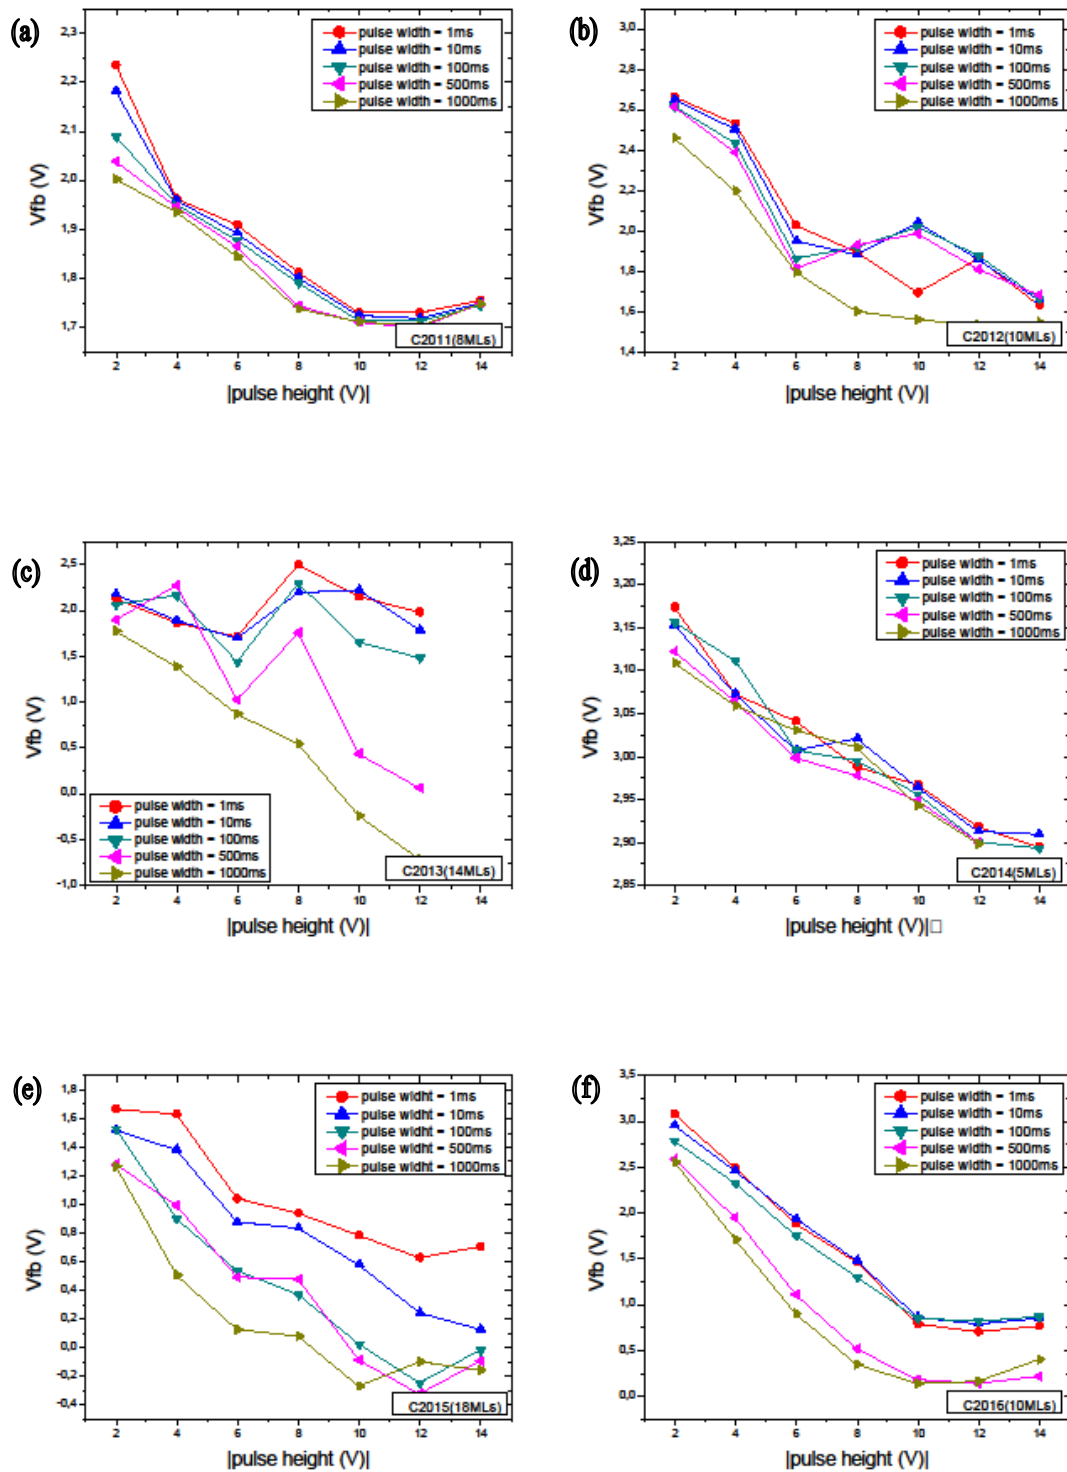 (a)
2,3
2,2
2,1
2,0
1,9
1,8
1,7
Vfb (V)
pulse width = 1ms
pulse width = 10ms
pulse width = 100ms
pulse width = 500ms
pulse width = 1000ms
C2011(8MLs)
2 4 6 8 10 12 14
|pulse height (V)|
(b)
3,0
2,8
2,6
2,4
2,2
2,0
1,8
1,6
1,4
Vfb (V)
pulse width = 1ms
pulse width = 10ms
pulse width = 100ms
pulse width = 500ms
pulse width = 1000ms
C2012(10MLs)
2 4 6 8 10 12 14
|pulse height (V)|
(c)
2,5
2,0
1,5
1,0
0,5
0,0
-0,5
-1,0
Vfb (V)
pulse width = 1ms
pulse width = 10ms
pulse width = 100ms
pulse width = 500ms
pulse width = 1000ms
C2013(14MLs)
2 4 6 8 10 12 14
|pulse height (V)|
(d)
3,25
3,20
3,15
3,10
3,05
3,00
2,95
2,90
2,85
Vfb (V)
pulse width = 1ms
pulse width = 10ms
pulse width = 100ms
pulse width = 500ms
pulse width = 1000ms
C2014(5MLs)
2 4 6 8 10 12 14
|pulse height (V)|□
(e)
1,8
1,6
1,4
1,2
1,0
0,8
0,6
0,4
0,2
0,0
-0,2
-0,4
Vfb (V)
pulse widht = 1ms
pulse widht = 10ms
pulse widht = 100ms
pulse widht = 500ms
pulse widht = 1000ms
C2015(18MLs)
2 4 6 8 10 12 14
|pulse height (V)|
(f)
3,5
3,0
2,5
2,0
1,5
1,0
0,5
0,0
Vfb (V)
pulse width = 1ms
pulse width = 10ms
pulse width = 100ms
pulse width = 500ms
pulse width = 1000ms
C2016(10MLs)
2 4 6 8 10 12 14
|pulse height (V)|